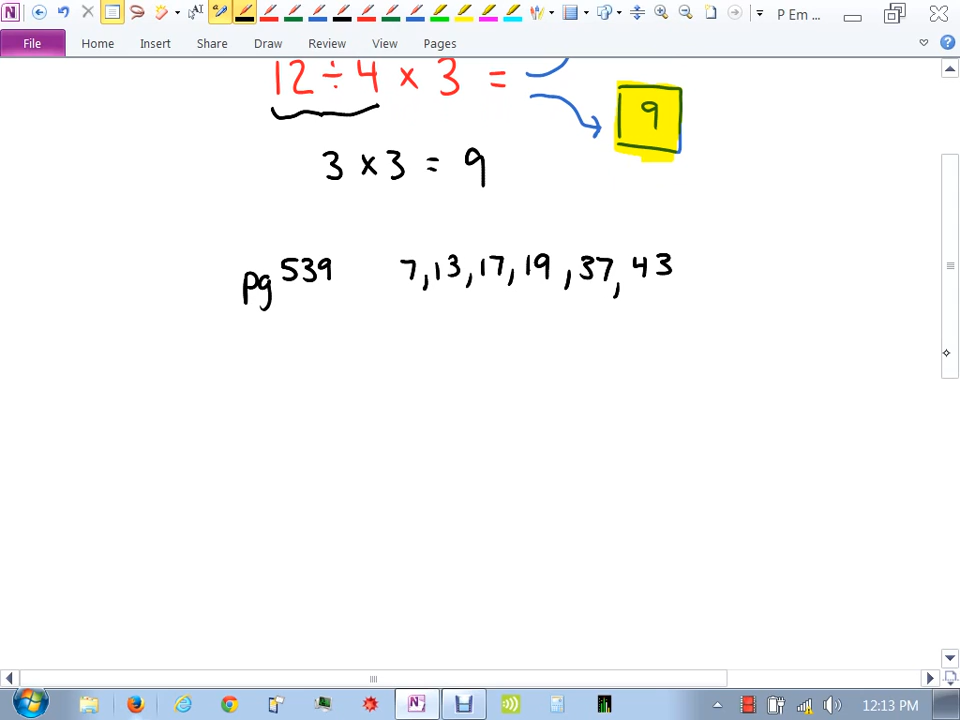 P Em ...
File Home Insert Share Draw Review View Pages
12 ÷ 4 × 3 =
9
3 × 3 = 9
pg 539 7, 13, 17, 19, 37, 43
12:13 PM